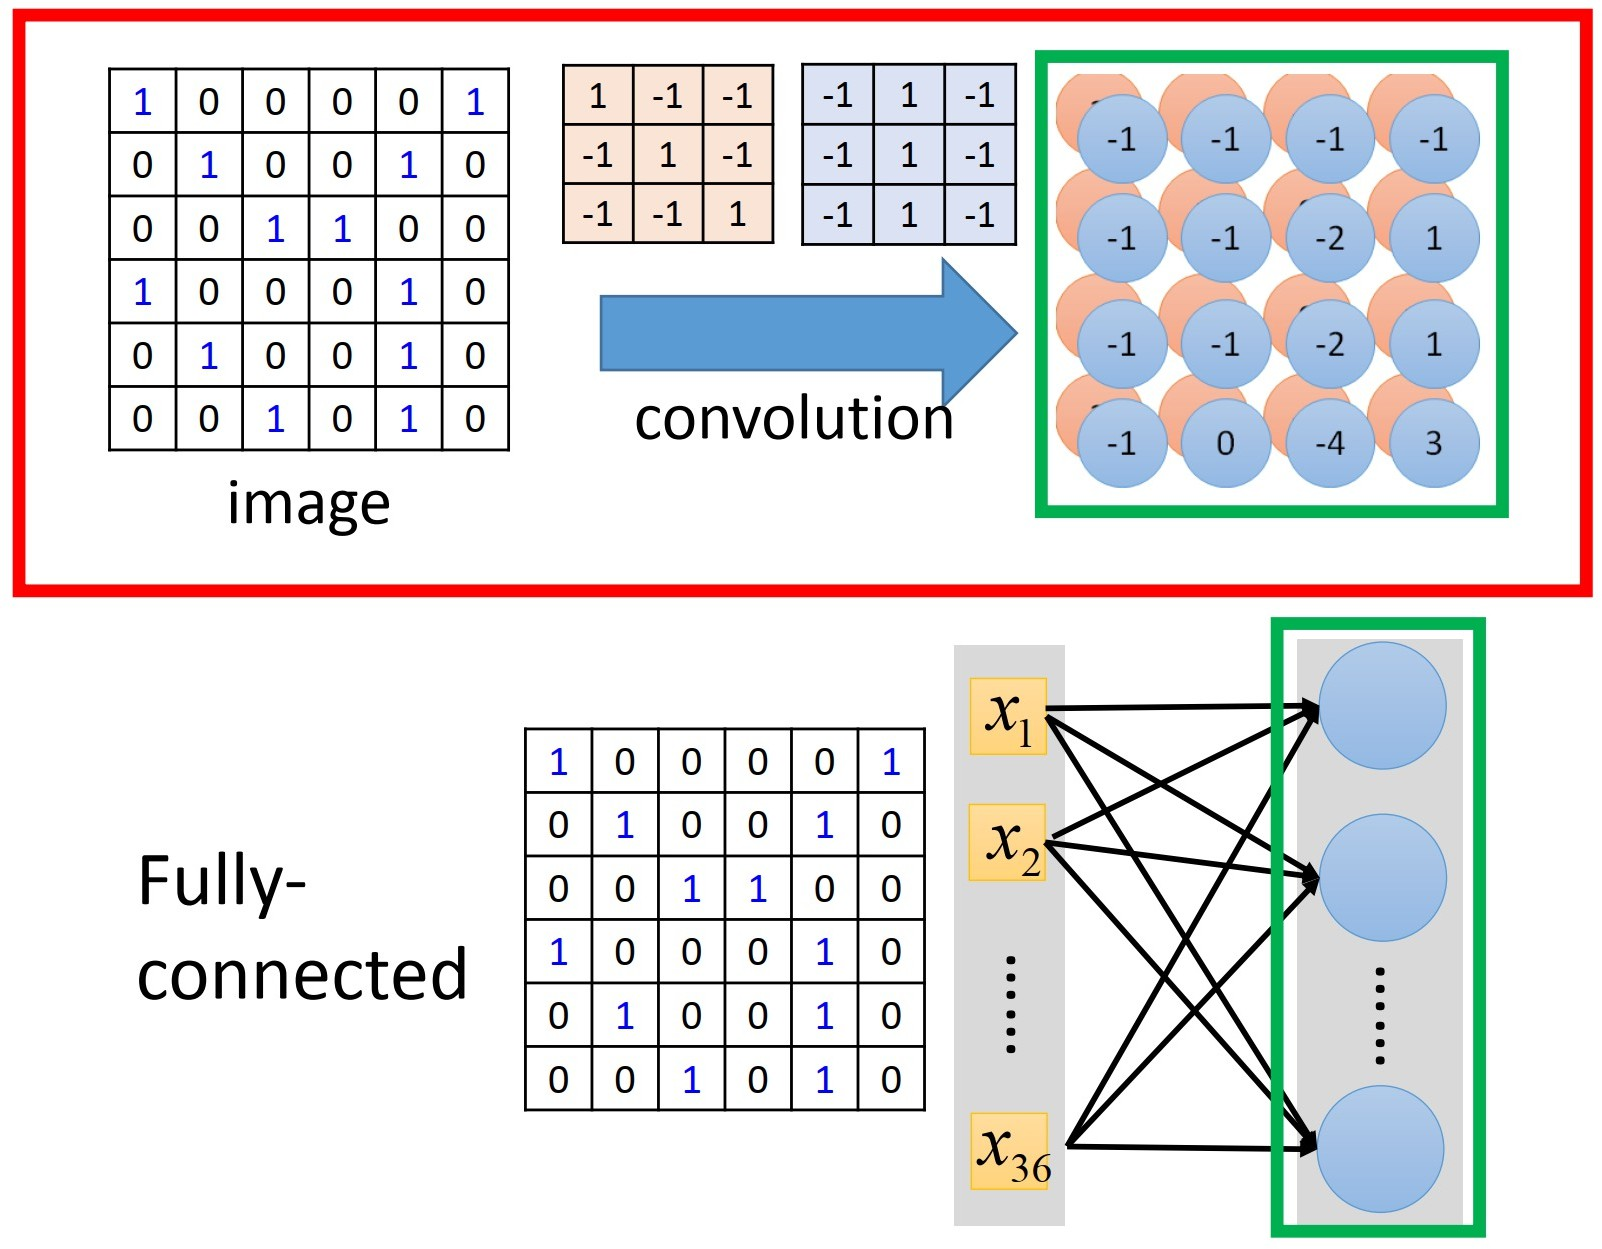 1 0 0 0 0 1
0 1 0 0 1 0
0 0 1 1 0 0
1 0 0 0 1 0
0 1 0 0 1 0
0 0 1 0 1 0
image
1 -1 -1
-1 1 -1
-1 -1 1
-1 1 -1
-1 1 -1
-1 1 -1
convolution
-1 -1 -1 -1
-1 -1 -2 1
-1 -1 -2 1
-1 0 -4 3
Fully-
connected
1 0 0 0 0 1
0 1 0 0 1 0
0 0 1 1 0 0
1 0 0 0 1 0
0 1 0 0 1 0
0 0 1 0 1 0
x1
x2
x36